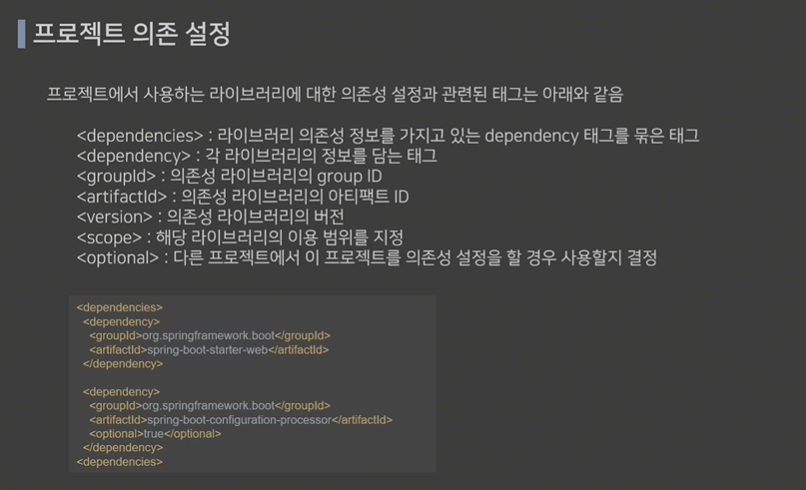 프로젝트 의존 설정
프로젝트에서 사용하는 라이브러리에 대한 의존성 설정과 관련된 태그는 아래와 같음
<dependencies> : 라이브러리 의존성 정보를 가지고 있는 dependency 태그를 묶은 태그
<dependency> : 각 라이브러리의 정보를 담는 태그
<groupId> : 의존성 라이브러리의 group ID
<artifactId> : 의존성 라이브러리의 아티팩트 ID
<version> : 의존성 라이브러리의 버전
<scope> : 해당 라이브러리의 이용 범위를 지정
<optional> : 다른 프로젝트에서 이 프로젝트를 의존성 설정을 할 경우 사용할지 결정
<dependencies>
<dependency>
<groupId>org.springframework.boot</groupId>
<artifactId>spring-boot-starter-web</artifactId>
</dependency>
<dependency>
<groupId>org.springframework.boot</groupId>
<artifactId>spring-boot-configuration-processor</artifactId>
<optional>true</optional>
</dependency>
<dependencies>